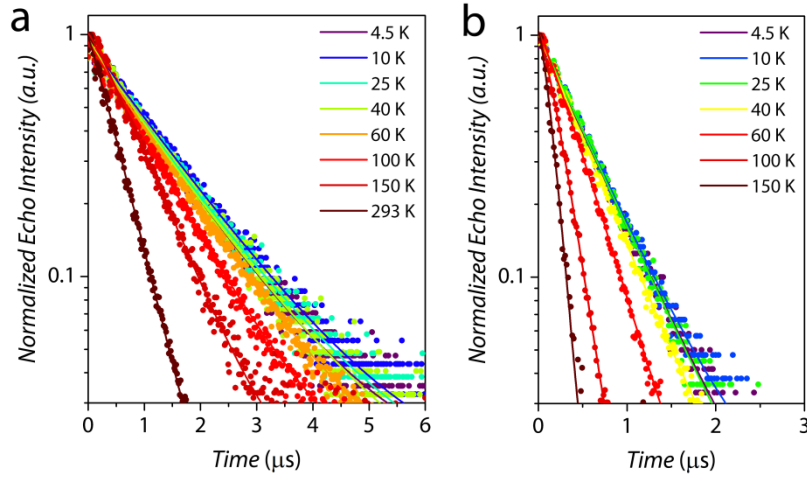 a
Normalized Echo Intensity (a.u.)
1
0.1
4.5 K
10 K
25 K
40 K
60 K
100 K
150 K
293 K
0 1 2 3 4 5 6
Time (μs)
b
Normalized Echo Intensity (a.u.)
1
0.1
4.5 K
10 K
25 K
40 K
60 K
100 K
150 K
0 1 2 3
Time (μs)